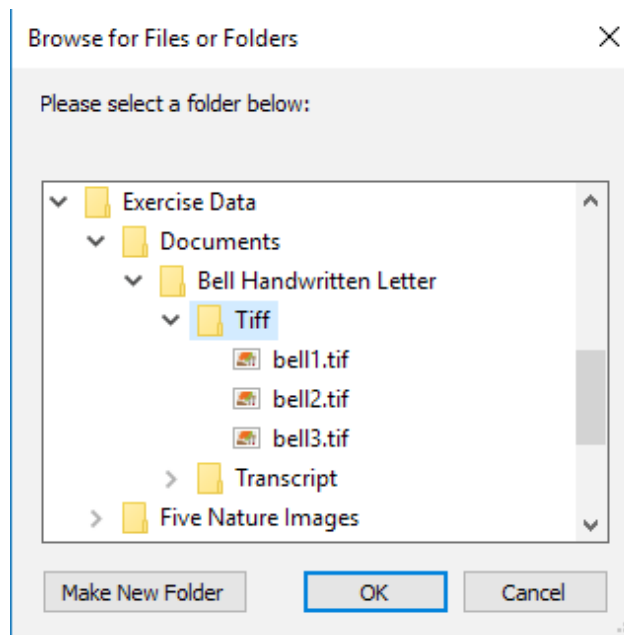 Browse for Files or Folders
Please select a folder below:
Exercise Data
Documents
Bell Handwritten Letter
Tiff
bell1.tif
bell2.tif
bell3.tif
Transcript
Five Nature Images
Make New Folder OK Cancel